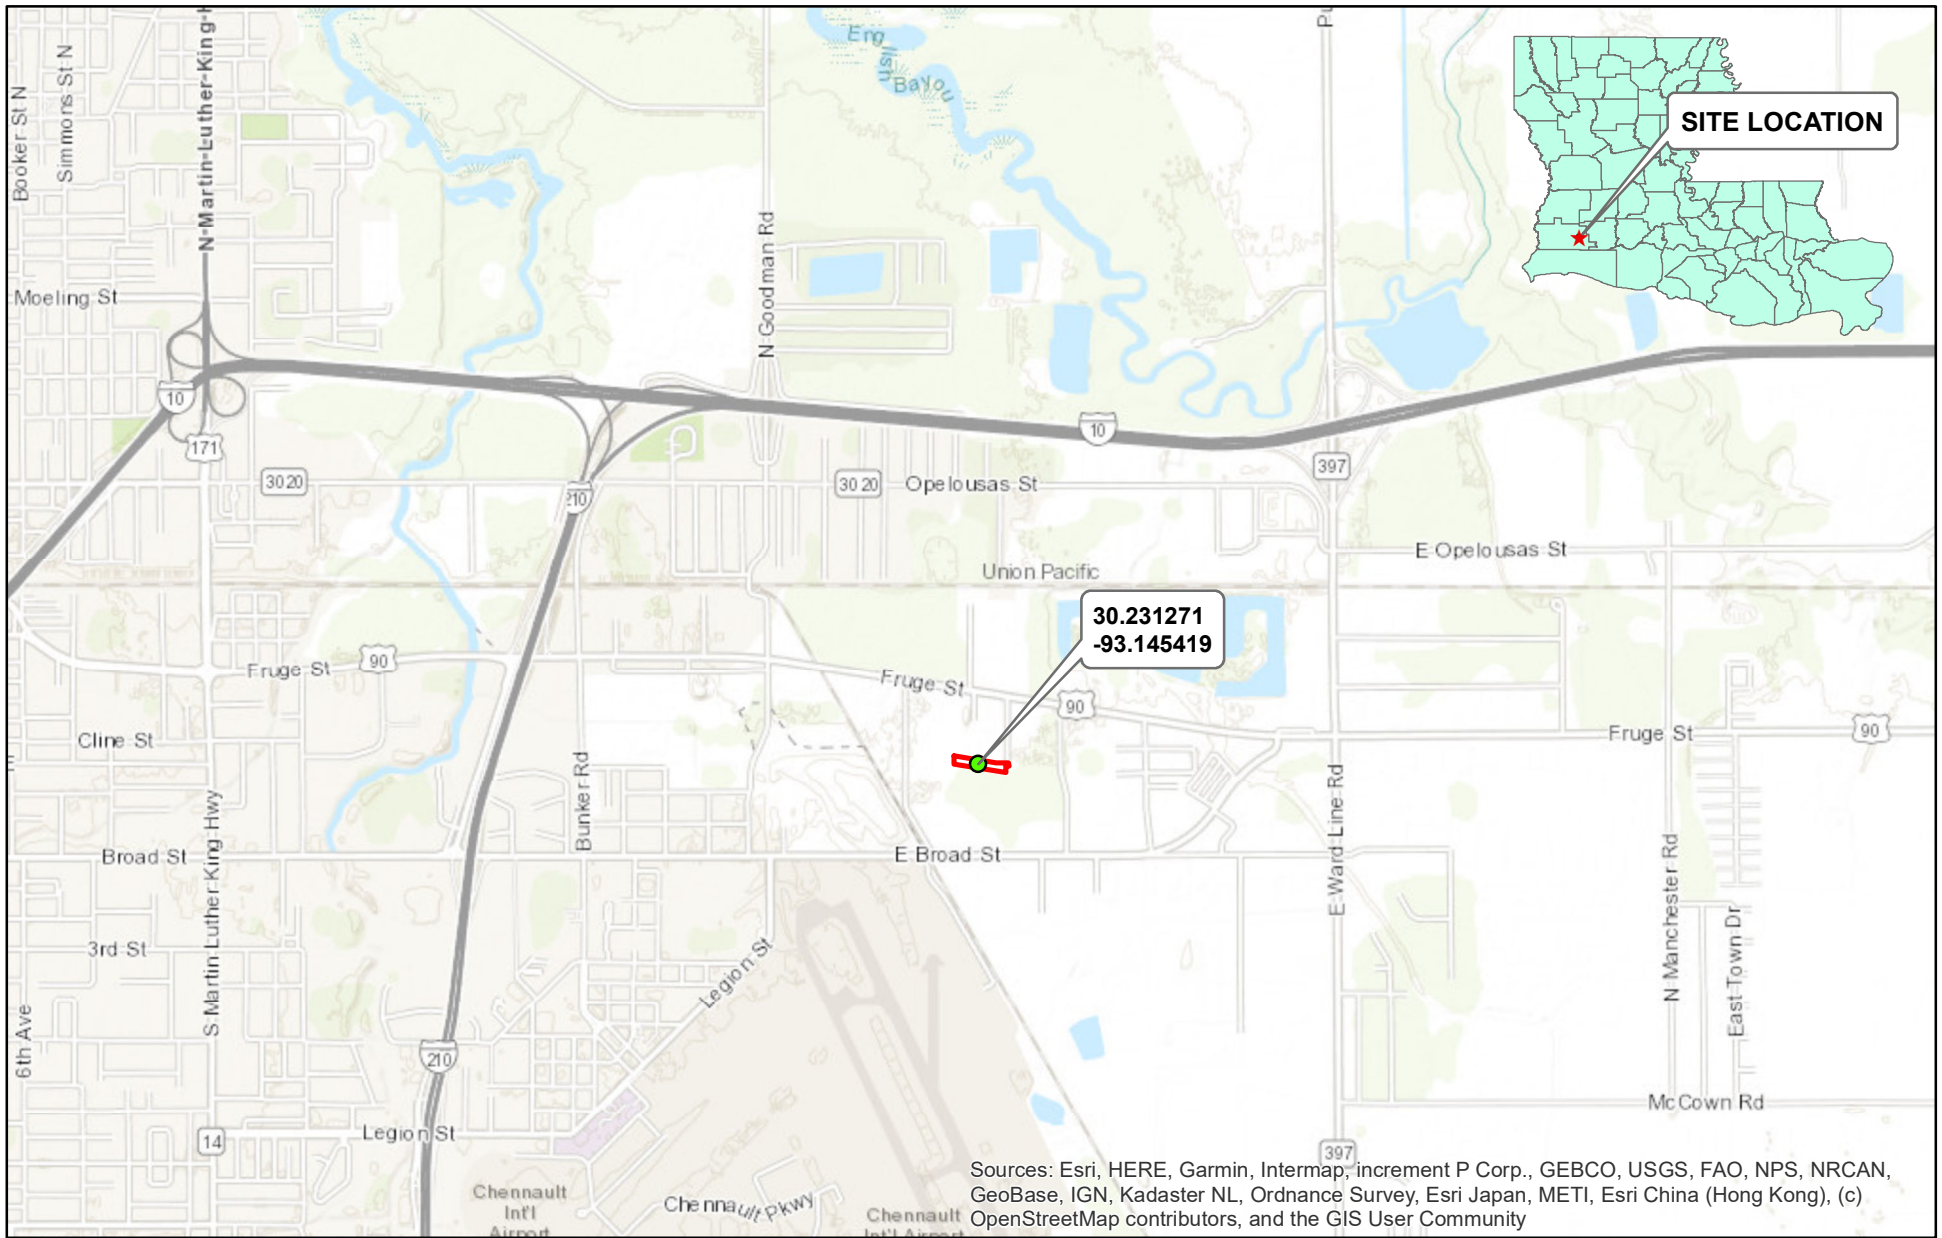 Booker St N
Simmons St N
N-Martin-Luther-King-H
Eng
lish
Bayou
Pu
SITE LOCATION
N Goodman Rd
Moeling St
10
171
3020
210
3020
Opelousas St
10
397
E Opelousas St
Union Pacific
30.231271
-93.145419
Fruge St
90
Fruge St
90
Fruge St
90
Cline St
Bunker Rd
S Martin Luther King Hwy
E Ward Line Rd
N Manchester Rd
East Town Dr
Broad St
E Broad St
3rd St
Legion St
6th Ave
210
14
Legion St
McCown Rd
397
Chennault
Int'l
Airport
Chennault Pkwy
Chennault
Int'l Airport
Sources: Esri, HERE, Garmin, Intermap, increment P Corp., GEBCO, USGS, FAO, NPS, NRCAN,
GeoBase, IGN, Kadaster NL, Ordnance Survey, Esri Japan, METI, Esri China (Hong Kong), (c)
OpenStreetMap contributors, and the GIS User Community